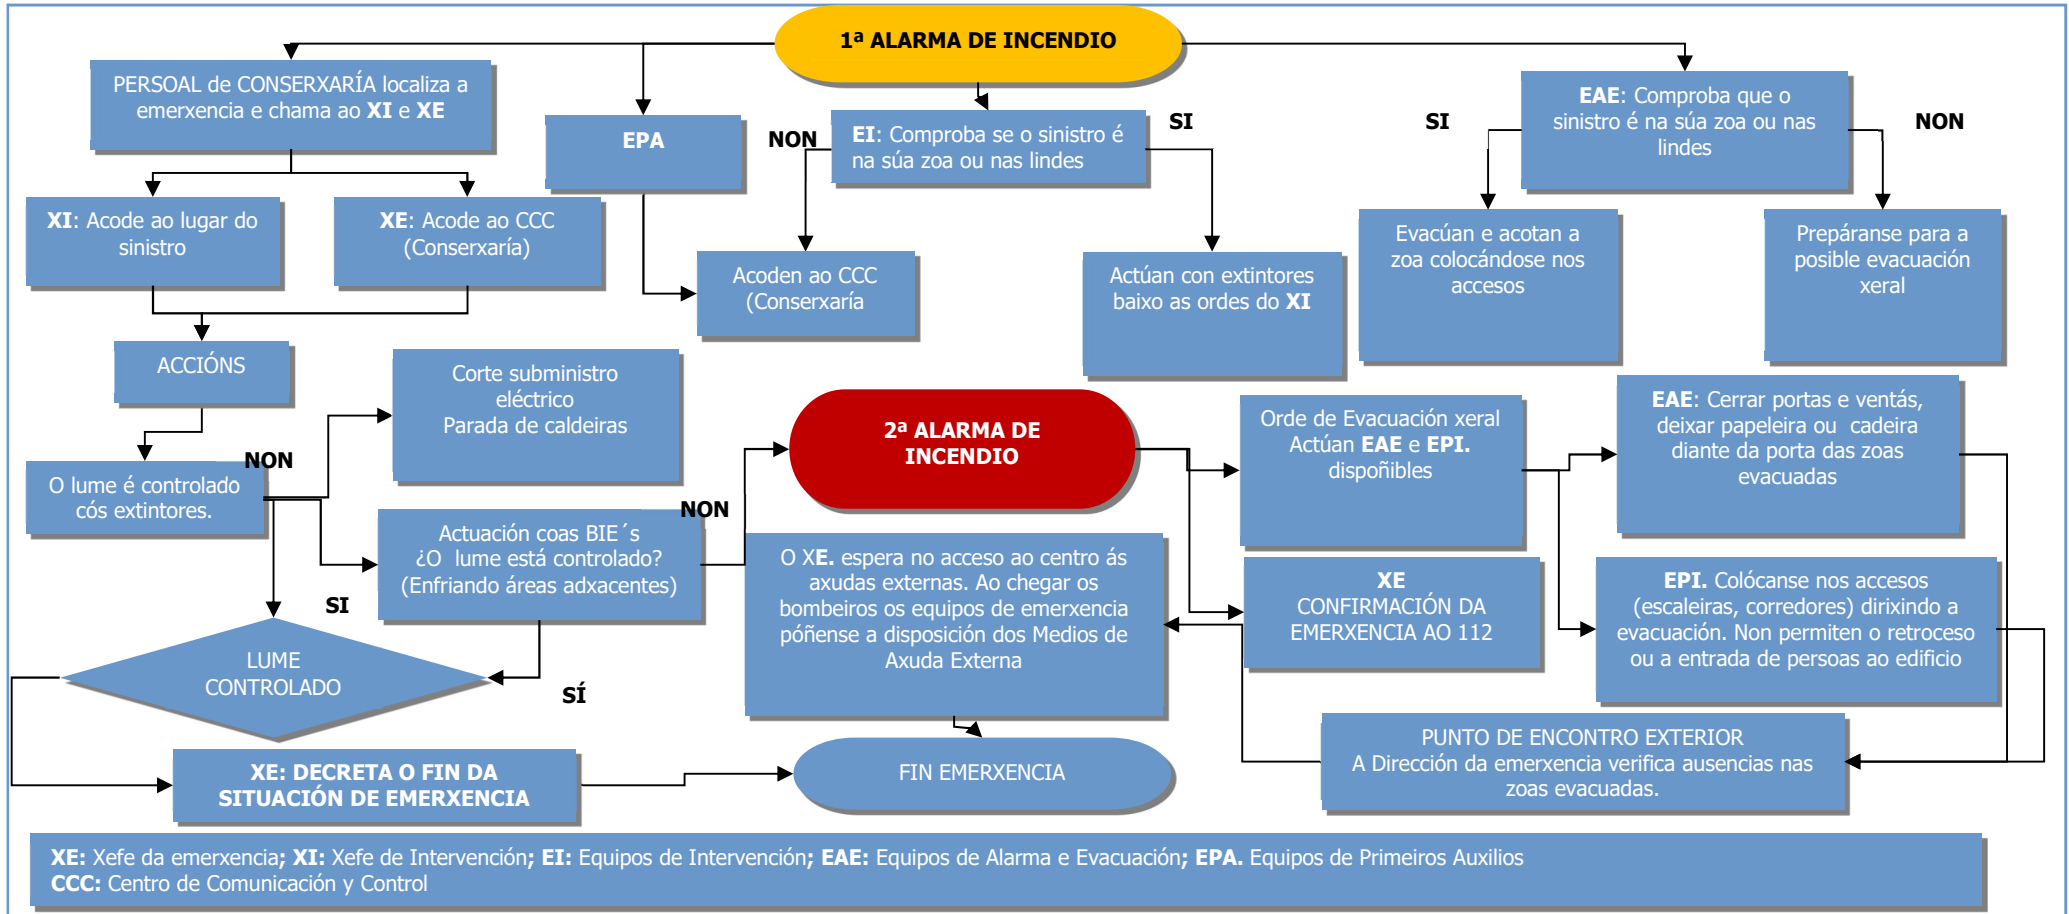 1ª ALARMA DE INCENDIO
PERSOAL de CONSERXARÍA localiza a
emerxencia e chama ao XI e XE
EPA
NON
EI: Comproba se o sinistro é
na súa zoa ou nas lindes
SI
SI
EAE: Comproba que o
sinistro é na súa zoa ou nas
lindes
NON
XI: Acode ao lugar do
sinistro
XE: Acode ao CCC
(Conserxaría)
Acoden ao CCC
(Conserxaría
Actúan con extintores
baixo as ordes do XI
Evacúan e acotan a
zoa colocándose nos
accesos
Prepáranse para a
posible evacuación
xeral
ACCIÓNS
Corte subministro
eléctrico
Parada de caldeiras
2ª ALARMA DE
INCENDIO
Orde de Evacuación xeral
Actúan EAE e EPI.
dispoñibles
EAE: Cerrar portas e ventás,
deixar papeleira ou cadeira
diante da porta das zoas
evacuadas
NON
O lume é controlado
cós extintores.
NON
Actuación coas BIE´s
¿O lume está controlado?
(Enfriando áreas adxacentes)
O XE. espera no acceso ao centro ás
axudas externas. Ao chegar os
bombeiros os equipos de emerxencia
póñense a disposición dos Medios de
Axuda Externa
XE
CONFIRMACIÓN DA
EMERXENCIA AO 112
EPI. Colócanse nos accesos
(escaleiras, corredores) dirixindo a
evacuación. Non permiten o retroceso
ou a entrada de persoas ao edificio
SI
LUME
CONTROLADO
SÍ
PUNTO DE ENCONTRO EXTERIOR
A Dirección da emerxencia verifica ausencias nas
zoas evacuadas.
XE: DECRETA O FIN DA
SITUACIÓN DE EMERXENCIA
FIN EMERXENCIA
XE: Xefe da emerxencia; XI: Xefe de Intervención; EI: Equipos de Intervención; EAE: Equipos de Alarma e Evacuación; EPA. Equipos de Primeiros Auxilios
CCC: Centro de Comunicación y Control